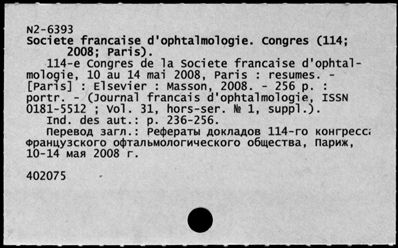 N2-6393
Societe francaise d'ophtalmologie. Congres (114;
2008; Paris).
114-e Congres de la Societe francaise d'ophtal-
mologie, 10 au 14 mai 2008, Paris : resumes. -
[Paris] : Elsevier : Masson, 2008. - 256 p. :
portr. - (Journal francais d'ophtalmologie, ISSN
0181-5512 ; Vol. 31, hors-ser. № 1, suppl.).
Ind. des aut.: p. 236-256.
Перевод загл.: Рефераты докладов 114-го конгресса
Французского офтальмологического общества, Париж,
10-14 мая 2008 г.
402075